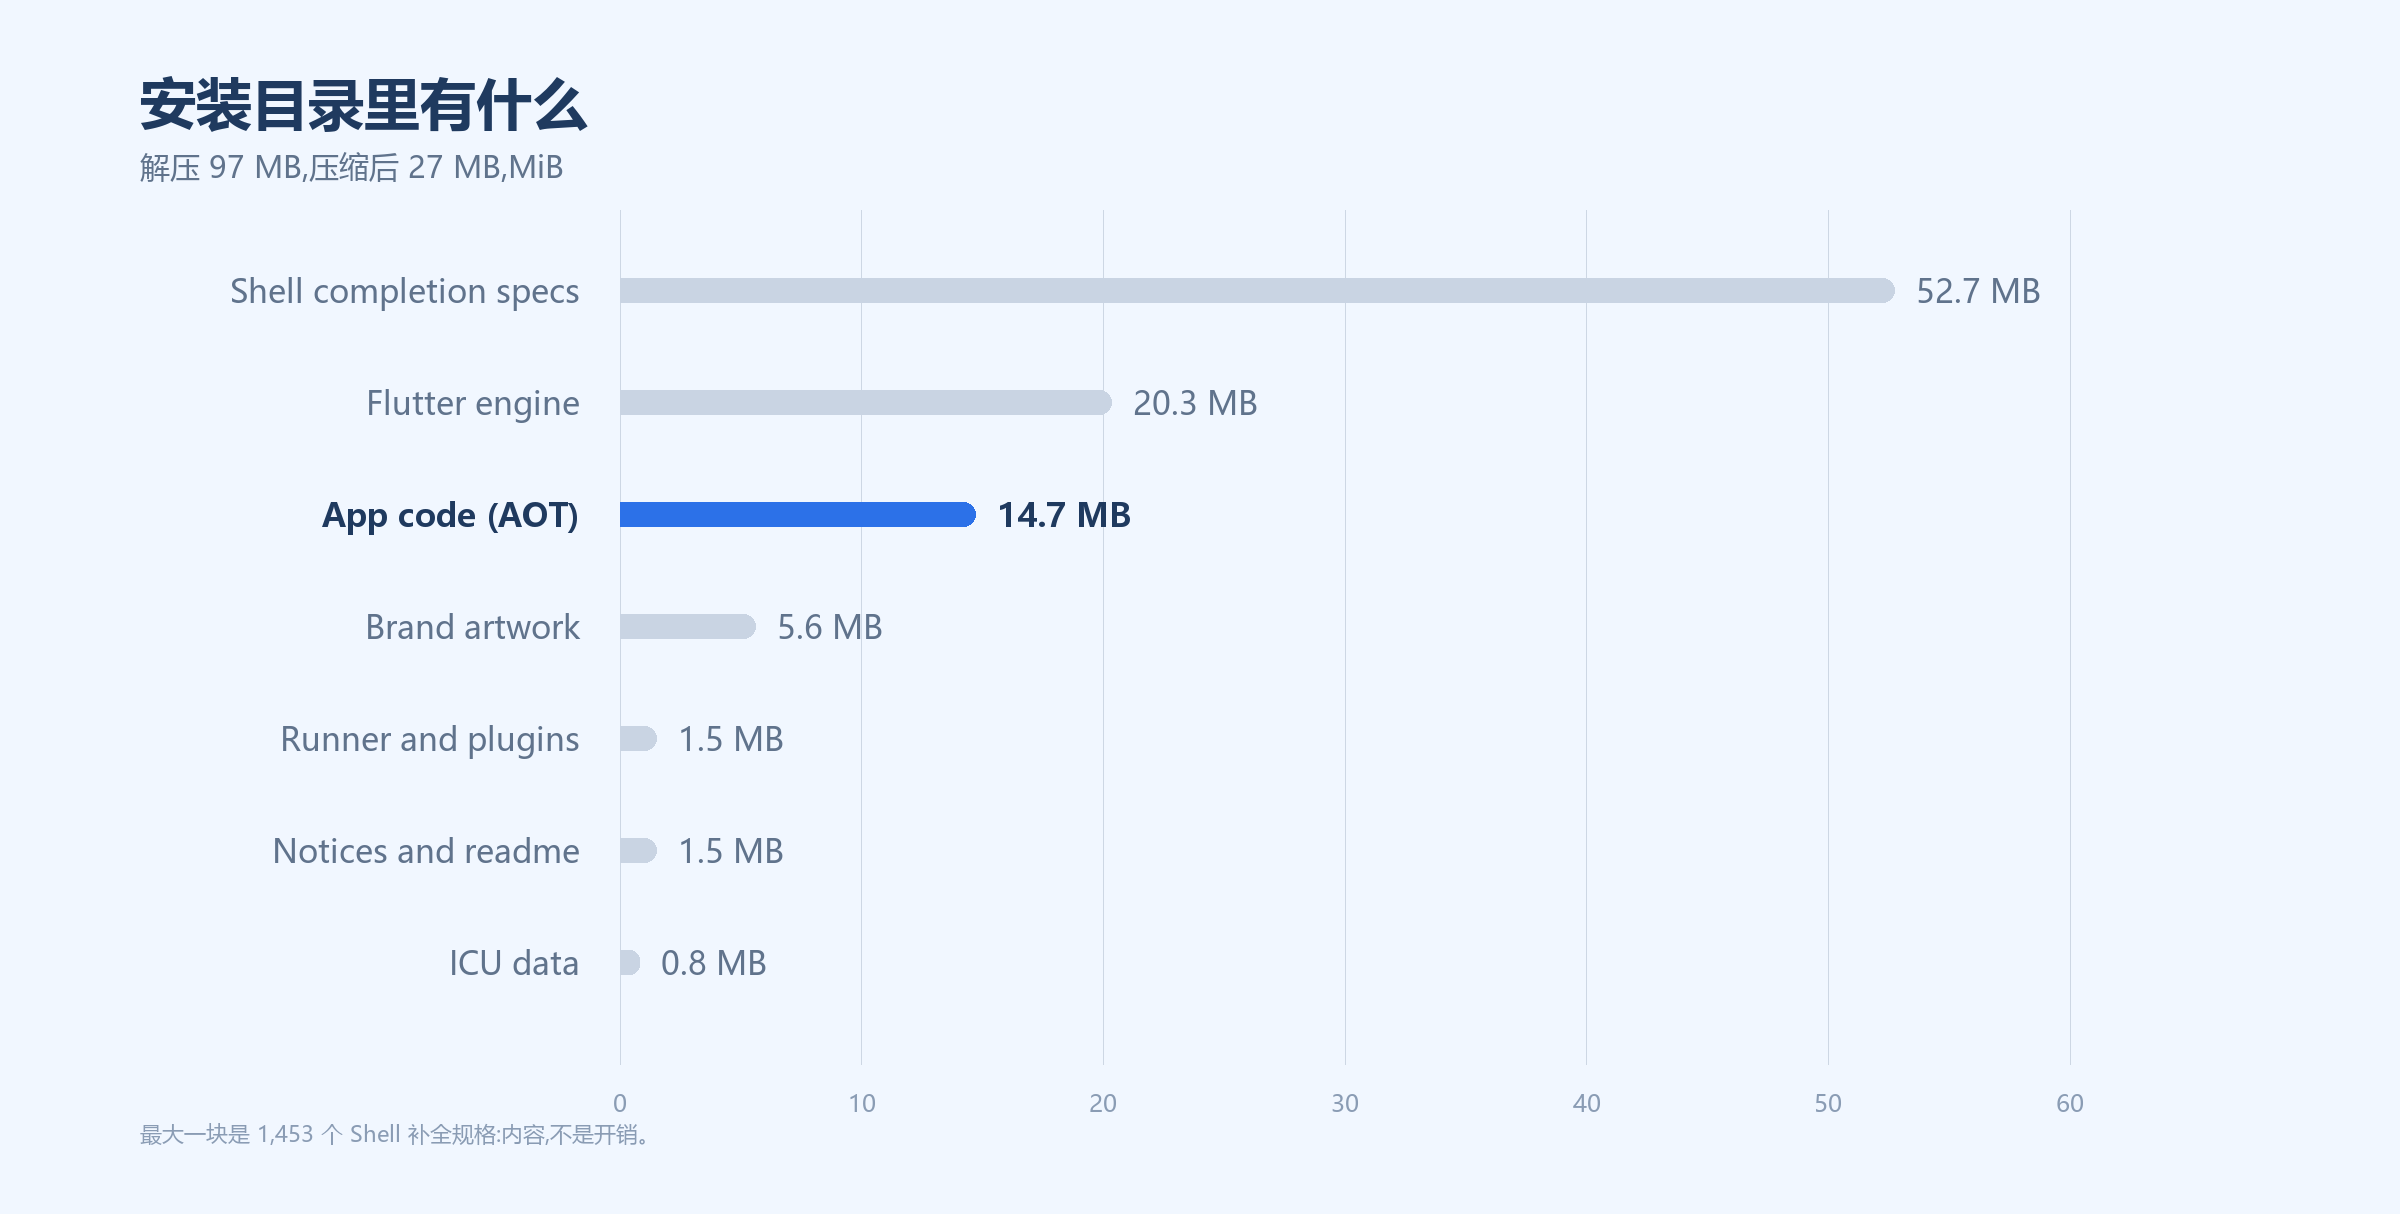 安装目录里有什么
解压 97 MB,压缩后 27 MB,MiB
Shell completion specs 52.7 MB
Flutter engine 20.3 MB
App code (AOT) 14.7 MB
Brand artwork 5.6 MB
Runner and plugins 1.5 MB
Notices and readme 1.5 MB
ICU data 0.8 MB
0 10 20 30 40 50 60
最大一块是 1,453 个 Shell 补全规格:内容,不是开销。